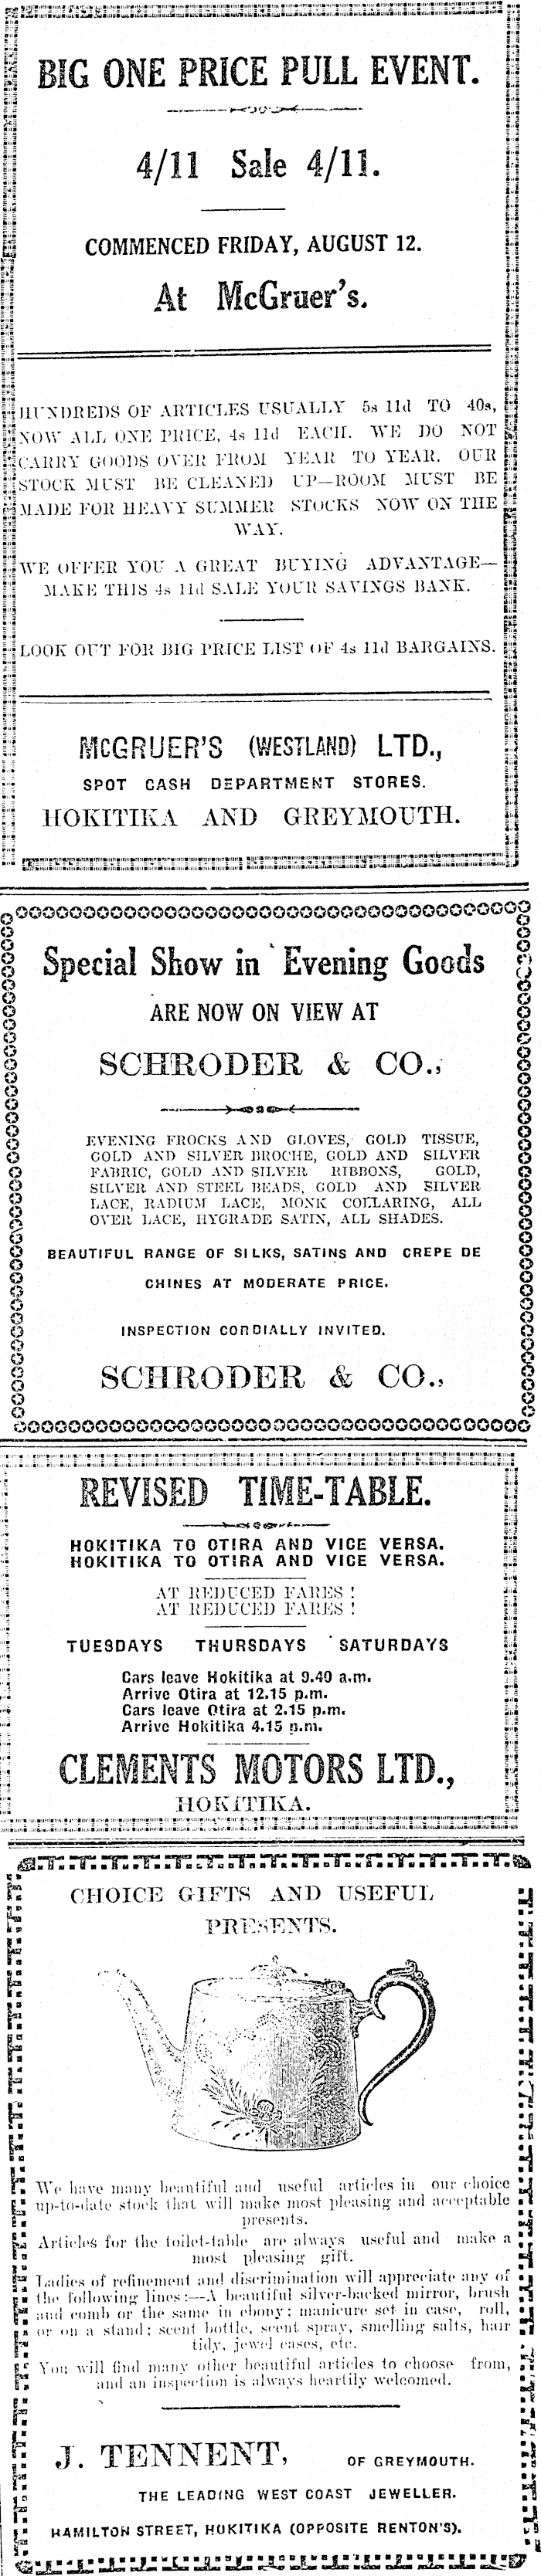 BIG ONE PRICE PULL EVENT.
4/11 Sale 4/11.
COMMENCED FRIDAY, AUGUST 12.
At McGruer's.
HUNDREDS OF ARTICLES USUALLY 5s 11d TO 40s,
NOW ALL ONE PRICE, 4s 11d EACH. WE DO NOT
CARRY GOODS OVER FROM YEAR TO YEAR. OUR
STOCK MUST BE CLEANED UP—ROOM MUST BE
MADE FOR HEAVY SUMMER STOCKS NOW ON THE
WAY.
WE OFFER YOU A GREAT BUYING ADVANTAGE—
MAKE THIS 4s 11d SALE YOUR SAVINGS BANK.
LOOK OUT FOR BIG PRICE LIST OF 4s 11d BARGAINS.
McGRUER'S (WESTLAND) LTD.,
SPOT CASH DEPARTMENT STORES.
HOKITIKA AND GREYMOUTH.
Special Show in Evening Goods
ARE NOW ON VIEW AT
SCHRODER & CO.,
EVENING FROCKS AND GLOVES, GOLD TISSUE,
GOLD AND SILVER BROCHE, GOLD AND SILVER
FABRIC, GOLD AND SILVER RIBBONS, GOLD,
SILVER AND STEEL BEADS, GOLD AND SILVER
LACE, RADIUM LACE, MONK COLLARING, ALL
OVER LACE, HYGRADE SATIN, ALL SHADES.
BEAUTIFUL RANGE OF SILKS, SATINS AND CREPE DE
CHINES AT MODERATE PRICE.
INSPECTION CORDIALLY INVITED.
SCHRODER & CO.,
REVISED TIME-TABLE.
HOKITIKA TO OTIRA AND VICE VERSA.
HOKITIKA TO OTIRA AND VICE VERSA.
AT REDUCED FARES !
AT REDUCED FARES !
TUESDAYS THURSDAYS SATURDAYS
Cars leave Hokitika at 9.40 a.m.
Arrive Otira at 12.15 p.m.
Cars leave Otira at 2.15 p.m.
Arrive Hokitika 4.15 p.m.
CLEMENTS MOTORS LTD.,
HOKITIKA.
CHOICE GIFTS AND USEFUL
PRESENTS.
We have many beautiful and useful articles in our choice
up-to-date stock that will make most pleasing and acceptable
presents.
Articles for the toilet-table are always useful and make a
most pleasing gift.
Ladies of refinement and discrimination will appreciate any of
the following lines:—A beautiful silver-backed mirror, brush
and comb or the same in ebony; manicure set in case, roll,
or on a stand; scent bottle, scent spray, smelling salts, hair
tidy, jewel cases, etc.
You will find many other beautiful articles to choose from,
and an inspection is always heartily welcomed.
J. TENNENT, OF GREYMOUTH.
THE LEADING WEST COAST JEWELLER.
HAMILTON STREET, HOKITIKA (OPPOSITE RENTON'S).